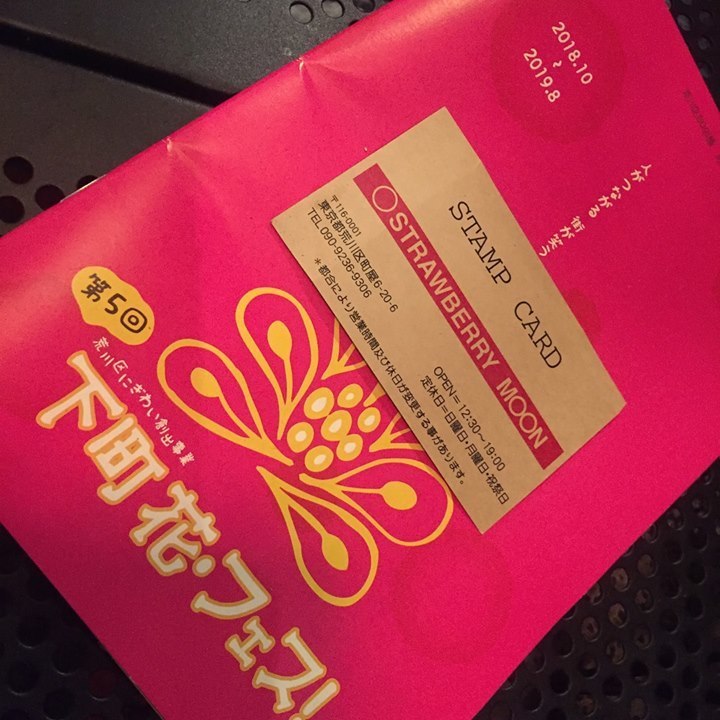 2018.10
〜
2019.8
人がつながる 街が笑う
STAMP CARD
〇STRAWBERRY MOON
〒116-0001
東京都荒川区町屋6-20-6
TEL 090-9236-9306
OPEN= 12:30〜19:00
定休日=日曜日・月曜日・祝祭日
*都合により営業時間及び休日が変更する事があります。
第5回
荒川区にぎわい創出事業
下町花・フェス!